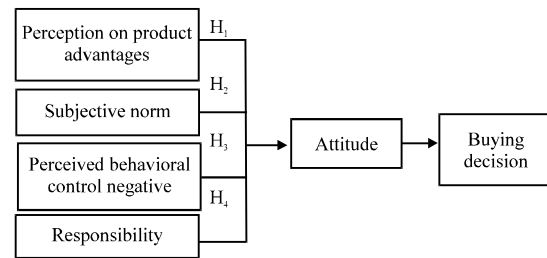 Perception on product
advantages
H1
H2
Subjective norm
H3
Perceived behavioral
control negative
H4
Responsibility
Attitude
Buying
decision